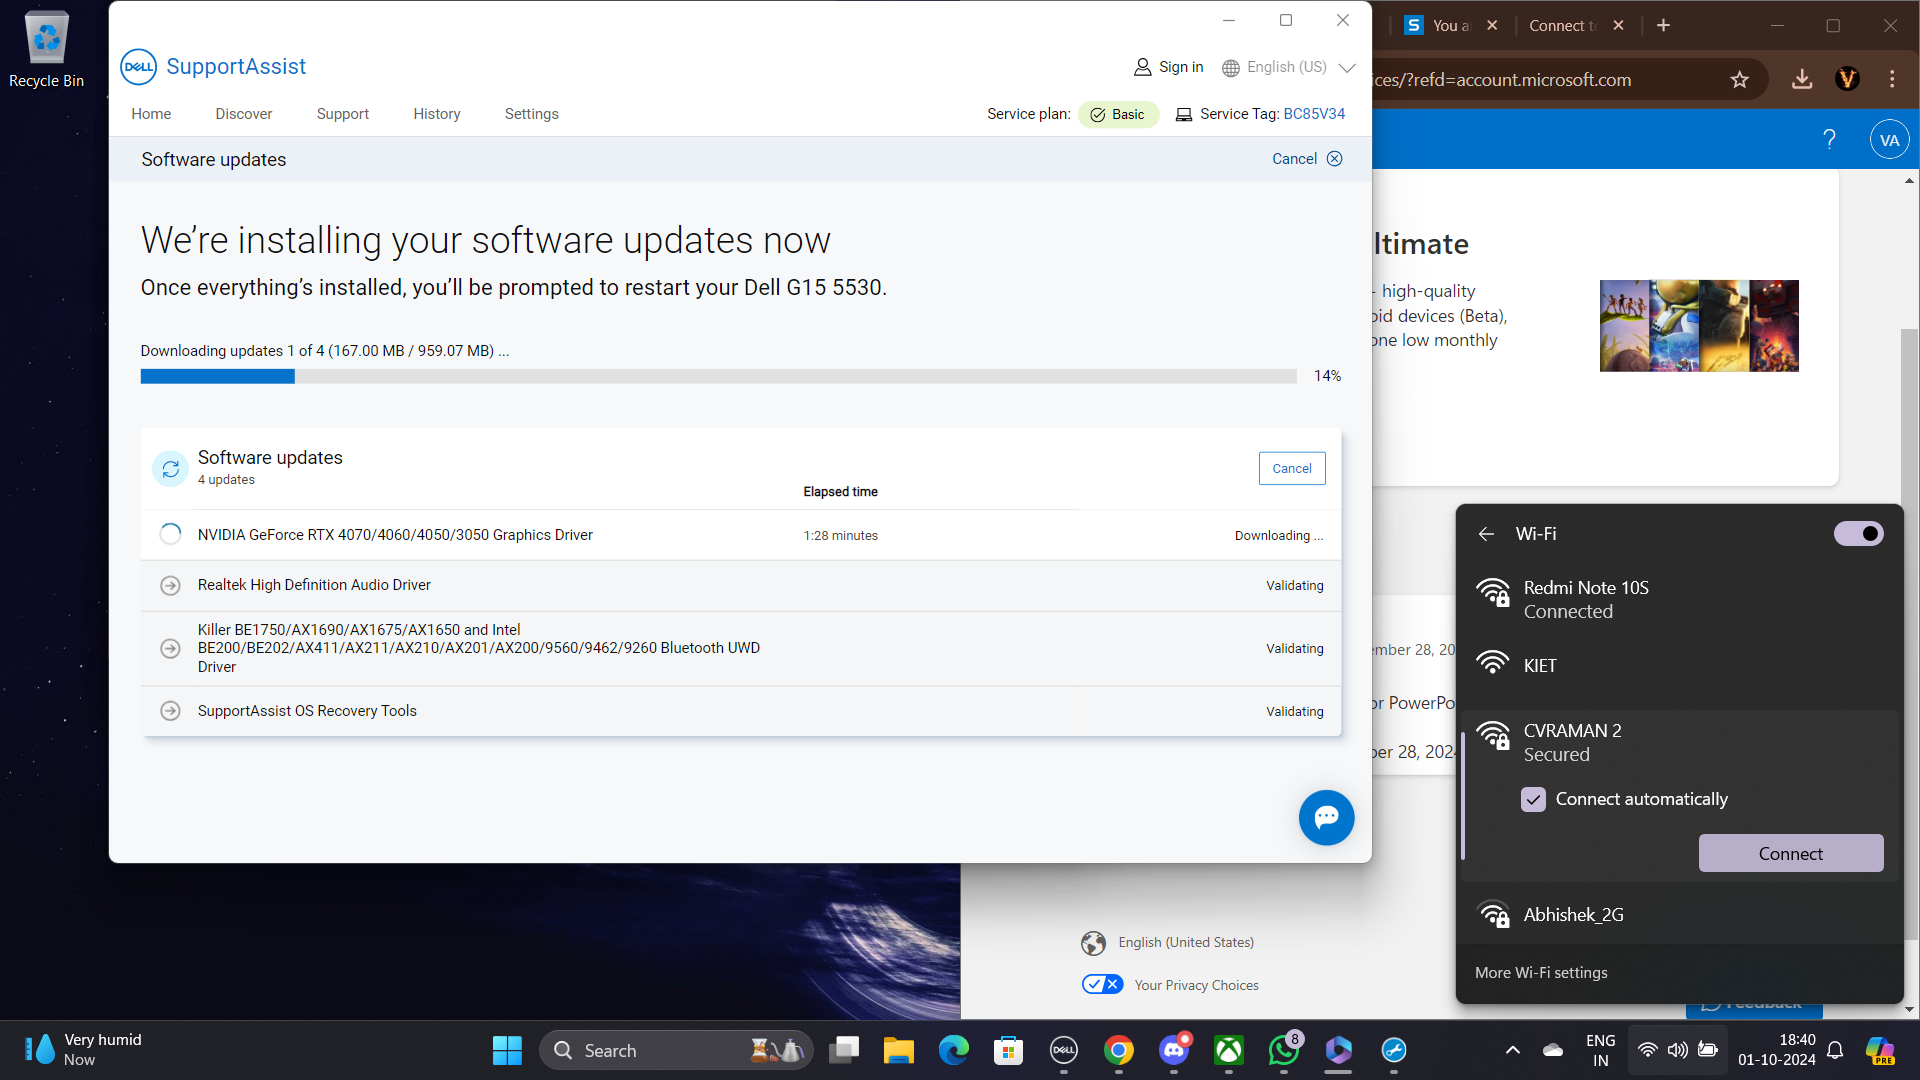 Recycle Bin
DELL SupportAssist
Sign in
English (US)
Home
Discover
Support
History
Settings
Service plan:
Basic
Service Tag: BC85V34
Software updates
Cancel
We’re installing your software updates now
Once everything’s installed, you’ll be prompted to restart your Dell G15 5530.
Downloading updates 1 of 4 (167.00 MB / 959.07 MB) ...
14%
Software updates
4 updates
Cancel
Elapsed time
NVIDIA GeForce RTX 4070/4060/4050/3050 Graphics Driver
1:28 minutes
Downloading ...
Realtek High Definition Audio Driver
Validating
Killer BE1750/AX1690/AX1675/AX1650 and Intel
BE200/BE202/AX411/AX211/AX210/AX201/AX200/9560/9462/9260 Bluetooth UWD
Driver
Validating
SupportAssist OS Recovery Tools
Validating
S You a
Connect t
ices/?refd=account.microsoft.com
V
?
VA
ltimate
- high-quality
oid devices (Beta),
one low monthly
ember 28, 20
or PowerPo
ber 28, 202
English (United States)
Your Privacy Choices
Feedback
Wi-Fi
Redmi Note 10S
Connected
KIET
CVRAMAN 2
Secured
Connect automatically
Connect
Abhishek_2G
More Wi-Fi settings
Very humid
Now
Search
DELL
8
ENG
IN
18:40
01-10-2024
PRE